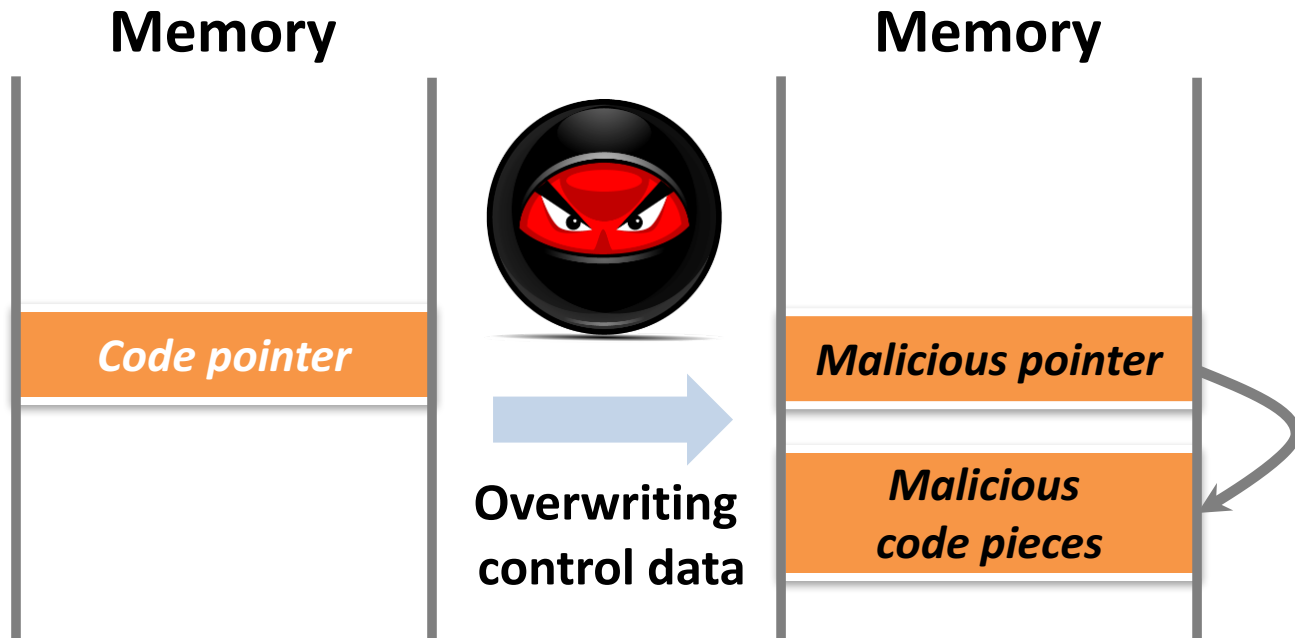 Memory
Memory
Code pointer
Malicious pointer
Malicious
code pieces
Overwriting
control data